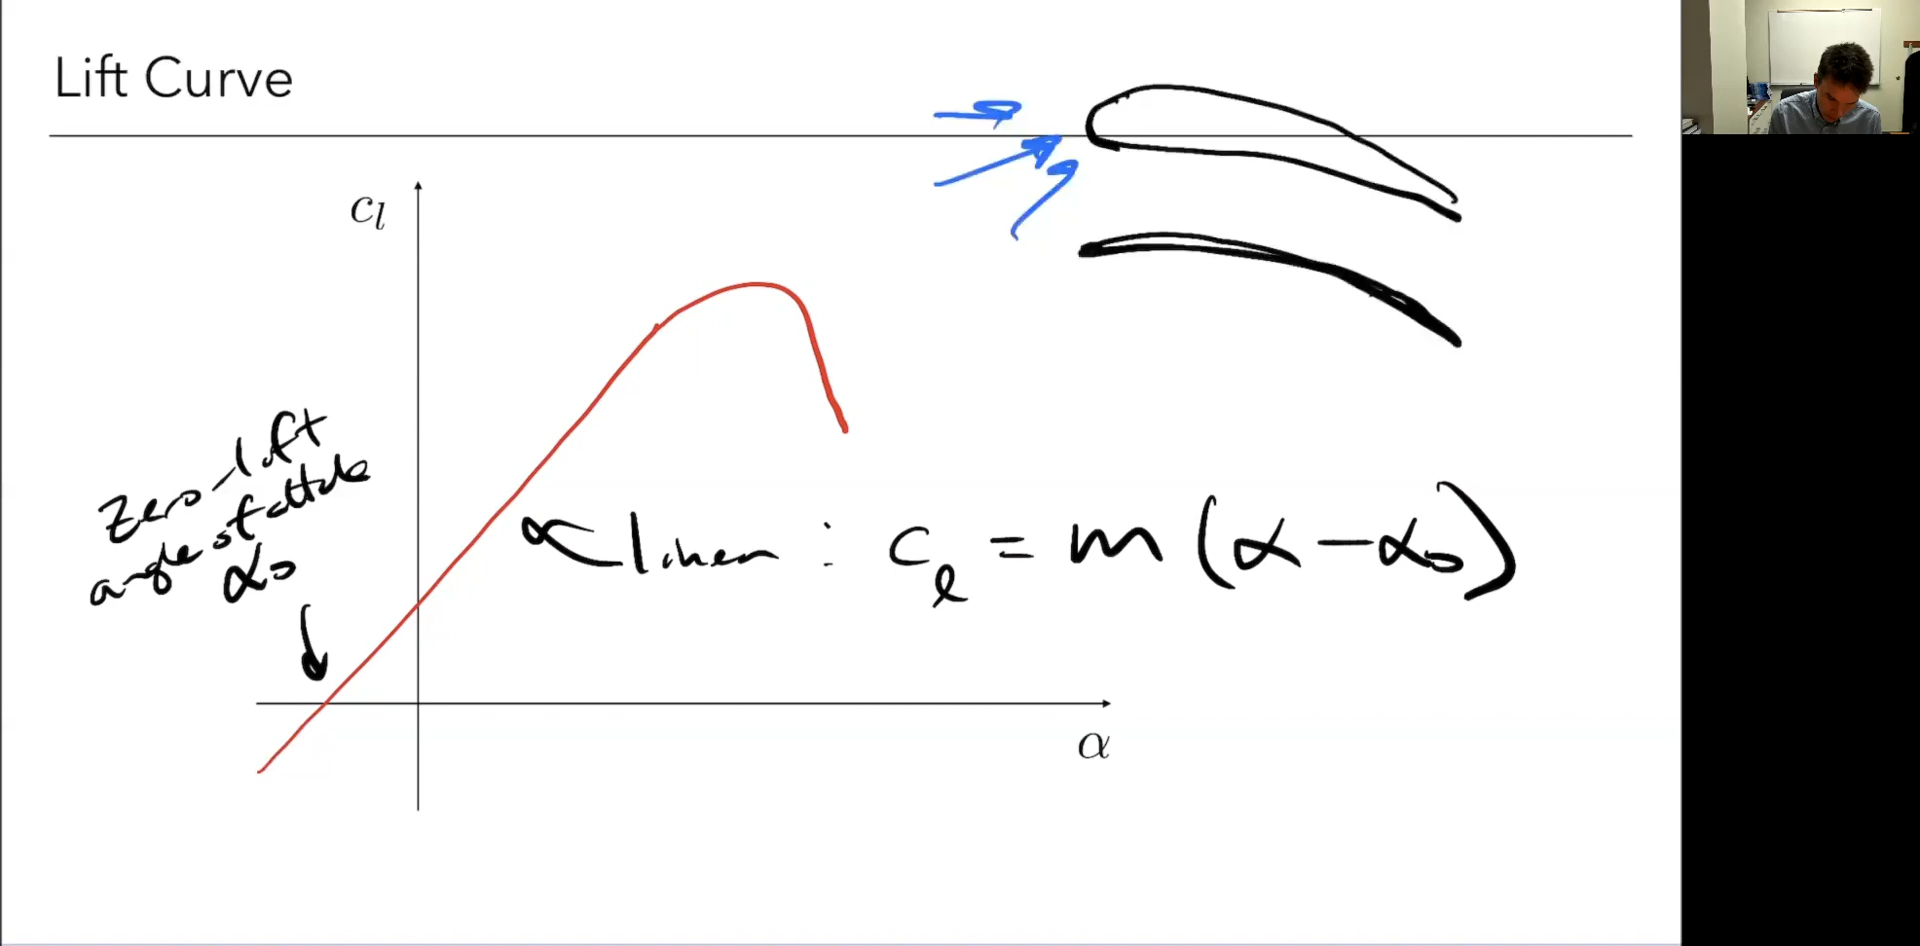 Lift Curve
c_l
zero-lift
angle of attack
α₀
linear : c_ℓ = m(α-α₀)
α